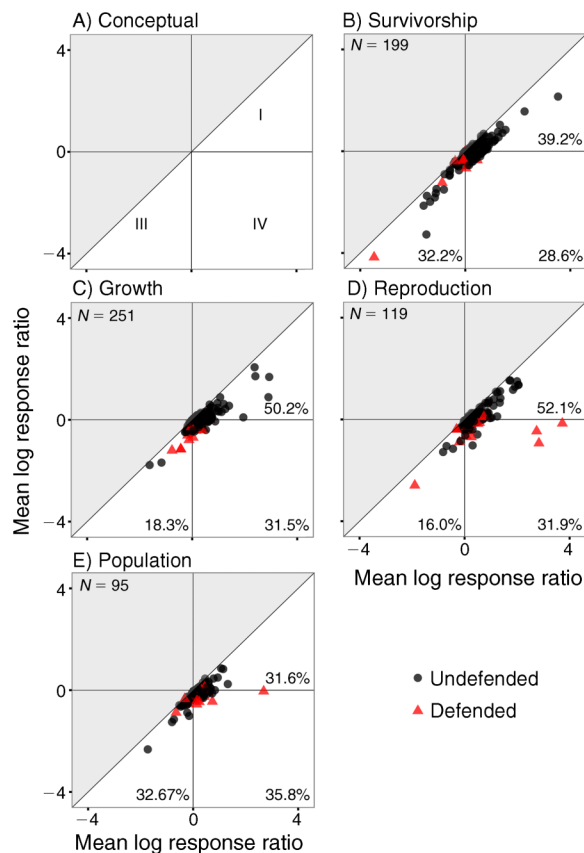 A) Conceptual
4
0
−4
I
III
IV
B) Survivorship
N = 199
39.2%
32.2%
28.6%
C) Growth
N = 251
4
0
−4
50.2%
18.3%
31.5%
D) Reproduction
N = 119
52.1%
16.0%
31.9%
−4
0
4
Mean log response ratio
Mean log response ratio
E) Population
N = 95
4
0
−4
31.6%
32.67%
35.8%
−4
0
4
Mean log response ratio
Undefended
Defended